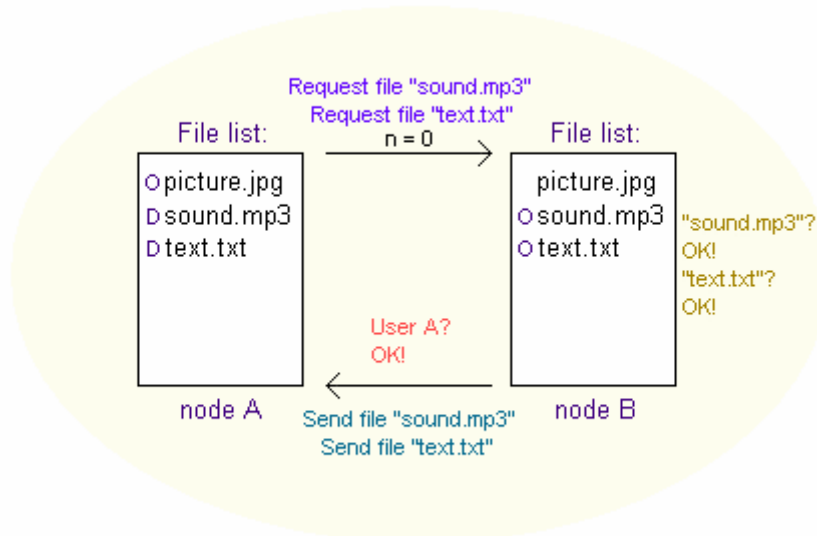 Request file "sound.mp3"
Request file "text.txt"
n = 0
File list:
O picture.jpg
D sound.mp3
D text.txt
node A
File list:
picture.jpg
O sound.mp3
O text.txt
node B
"sound.mp3"?
OK!
"text.txt"?
OK!
User A?
OK!
Send file "sound.mp3"
Send file "text.txt"